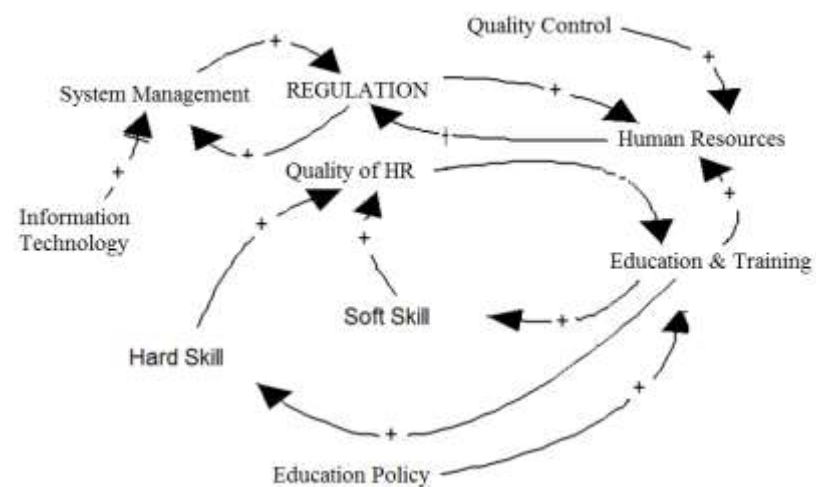 Quality Control
System Management
REGULATION
Human Resources
Quality of HR
Information
Technology
Education & Training
Soft Skill
Hard Skill
Education Policy
+
+
+
+
+
+
+
+
+
+
+
+
+